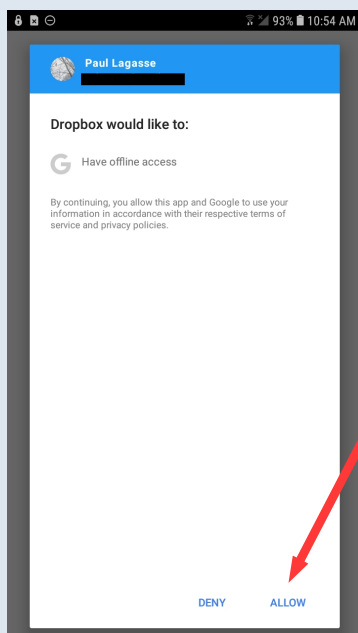 93% 10:54 AM
Paul Lagasse
Dropbox would like to:
G Have offline access
By continuing, you allow this app and Google to use your
information in accordance with their respective terms of
service and privacy policies.
DENY ALLOW